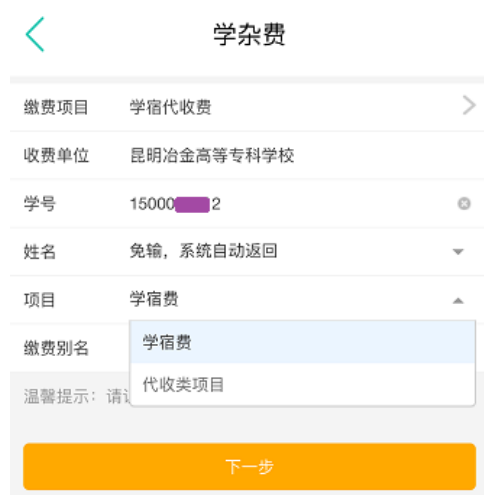 学杂费
缴费项目 学宿代收费
收费单位 昆明冶金高等专科学校
学号 15000 2
姓名 免输，系统自动返回
项目 学宿费
缴费别名 学宿费
代收类项目
温馨提示：请
下一步